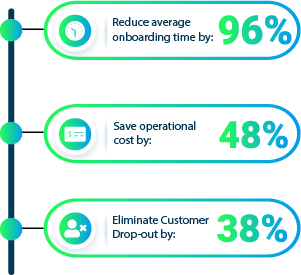 Reduce average
onboarding time by: 96%
Save operational
cost by: 48%
Eliminate Customer
Drop-out by: 38%